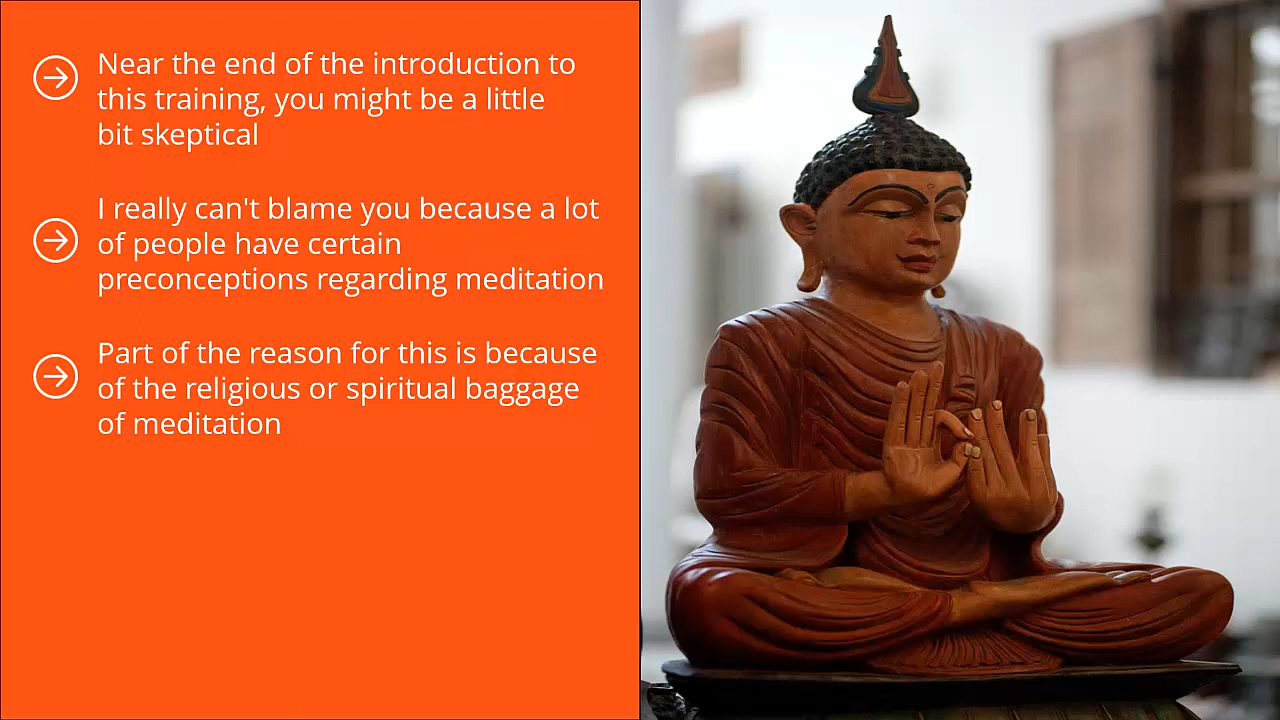 Near the end of the introduction to
this training, you might be a little
bit skeptical
I really can't blame you because a lot
of people have certain
preconceptions regarding meditation
Part of the reason for this is because
of the religious or spiritual baggage
of meditation